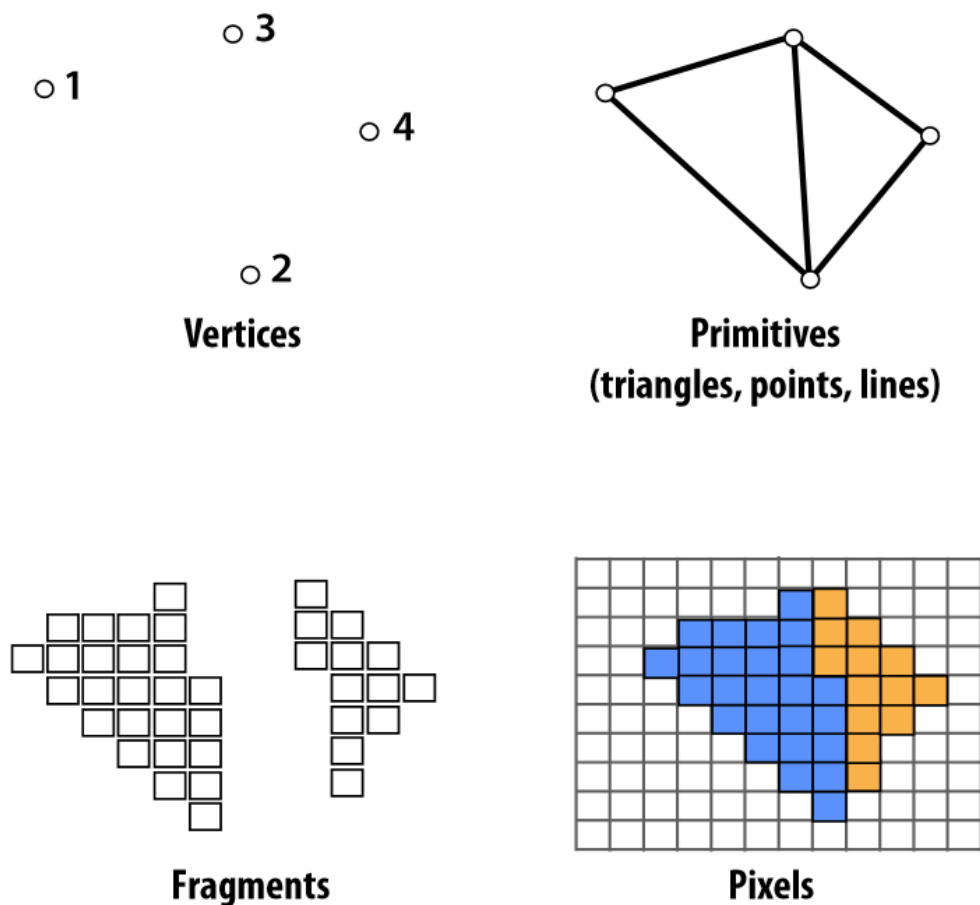 3
1
4
2
Vertices
Primitives
(triangles, points, lines)
Fragments
Pixels